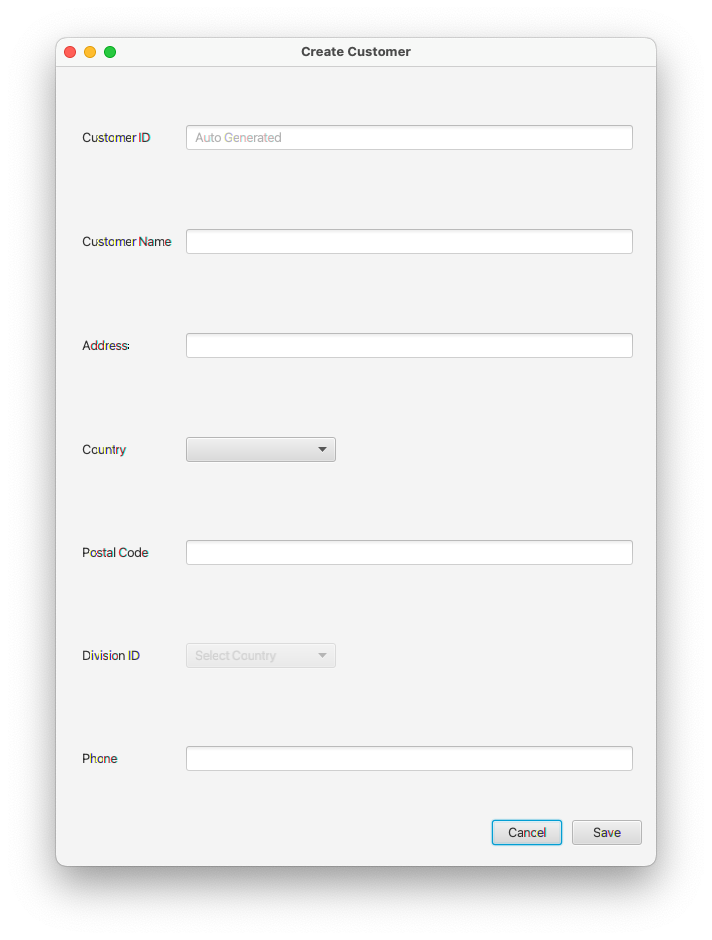 Create Customer
Customer ID Auto Generated
Customer Name
Address:
Country
Postal Code
Division ID Select Country
Phone
Cancel Save